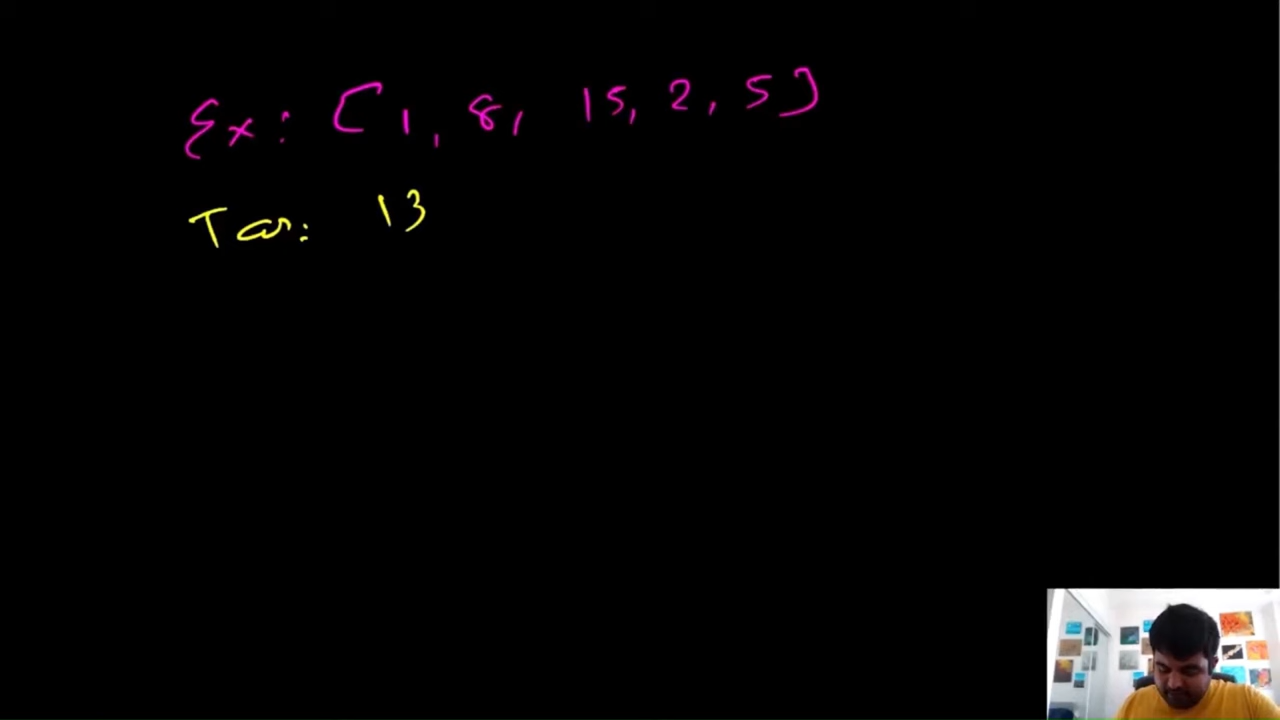 Ex: [1, 8, 15, 2, 5]
Tar: 13